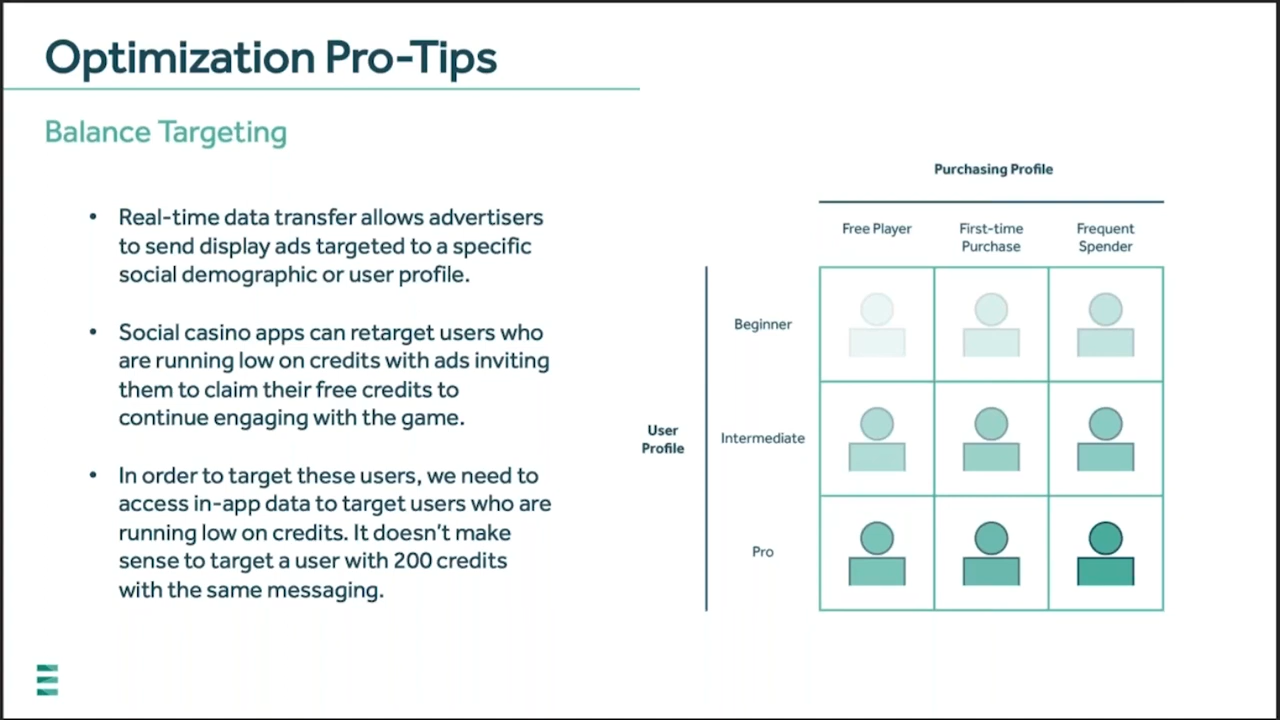 Optimization Pro-Tips
Balance Targeting
• Real-time data transfer allows advertisers
to send display ads targeted to a specific
social demographic or user profile.
• Social casino apps can retarget users who
are running low on credits with ads inviting
them to claim their free credits to
continue engaging with the game.
• In order to target these users, we need to
access in-app data to target users who are
running low on credits. It doesn’t make
sense to target a user with 200 credits
with the same messaging.
Purchasing Profile
Free Player
First-time
Purchase
Frequent
Spender
User
Profile
Beginner
Intermediate
Pro